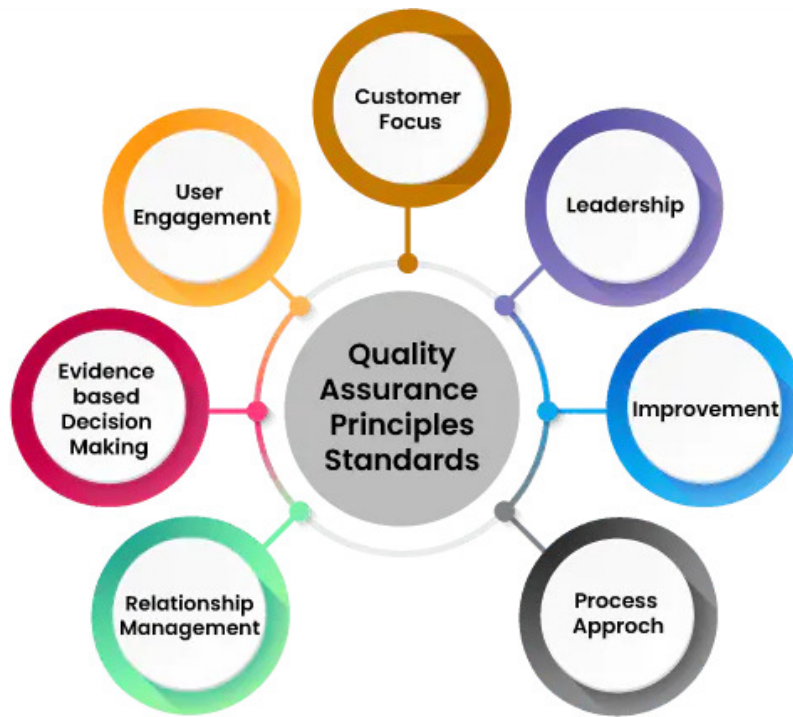 Customer
Focus
User
Engagement
Leadership
Evidence
based
Decision
Making
Quality
Assurance
Principles
Standards
Improvement
Relationship
Management
Process
Approch